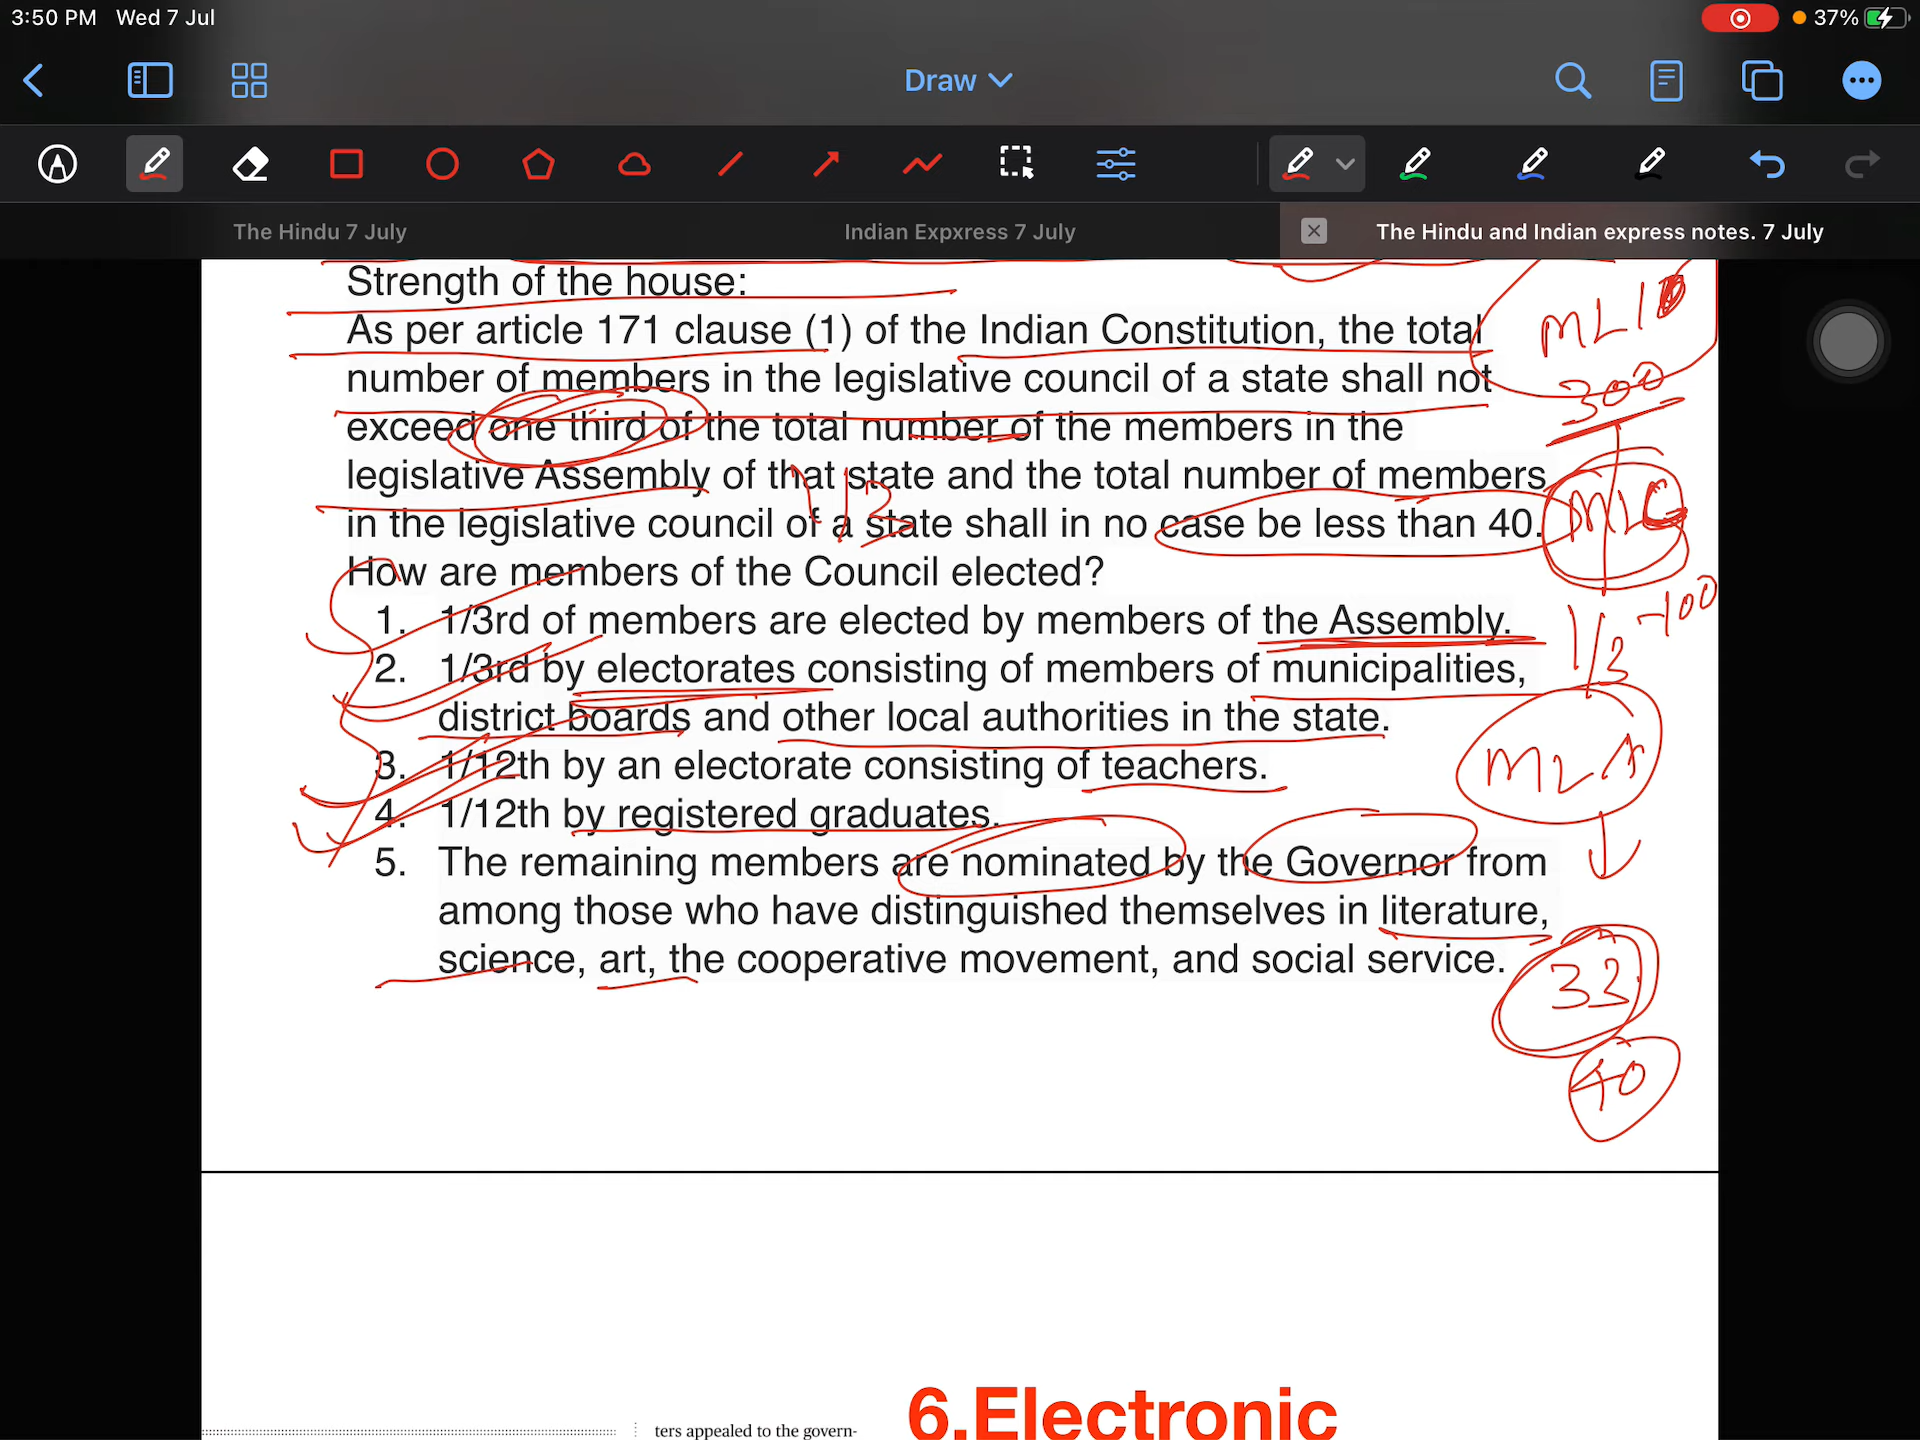 3:50 PM Wed 7 Jul
37%
Draw
The Hindu 7 July
Indian Expxress 7 July
The Hindu and Indian express notes. 7 July
Strength of the house:
As per article 171 clause (1) of the Indian Constitution, the total
number of members in the legislative council of a state shall not
exceed one third of the total number of the members in the
legislative Assembly of that state and the total number of members
in the legislative council of a state shall in no case be less than 40.
How are members of the Council elected?
1. 1/3rd of members are elected by members of the Assembly.
2. 1/3rd by electorates consisting of members of municipalities,
district boards and other local authorities in the state.
3. 1/12th by an electorate consisting of teachers.
4. 1/12th by registered graduates.
5. The remaining members are nominated by the Governor from
among those who have distinguished themselves in literature,
science, art, the cooperative movement, and social service.
300
1/3
MLC
-100
1/3
MLA
33
40
6.Electronic
ters appealed to the govern-